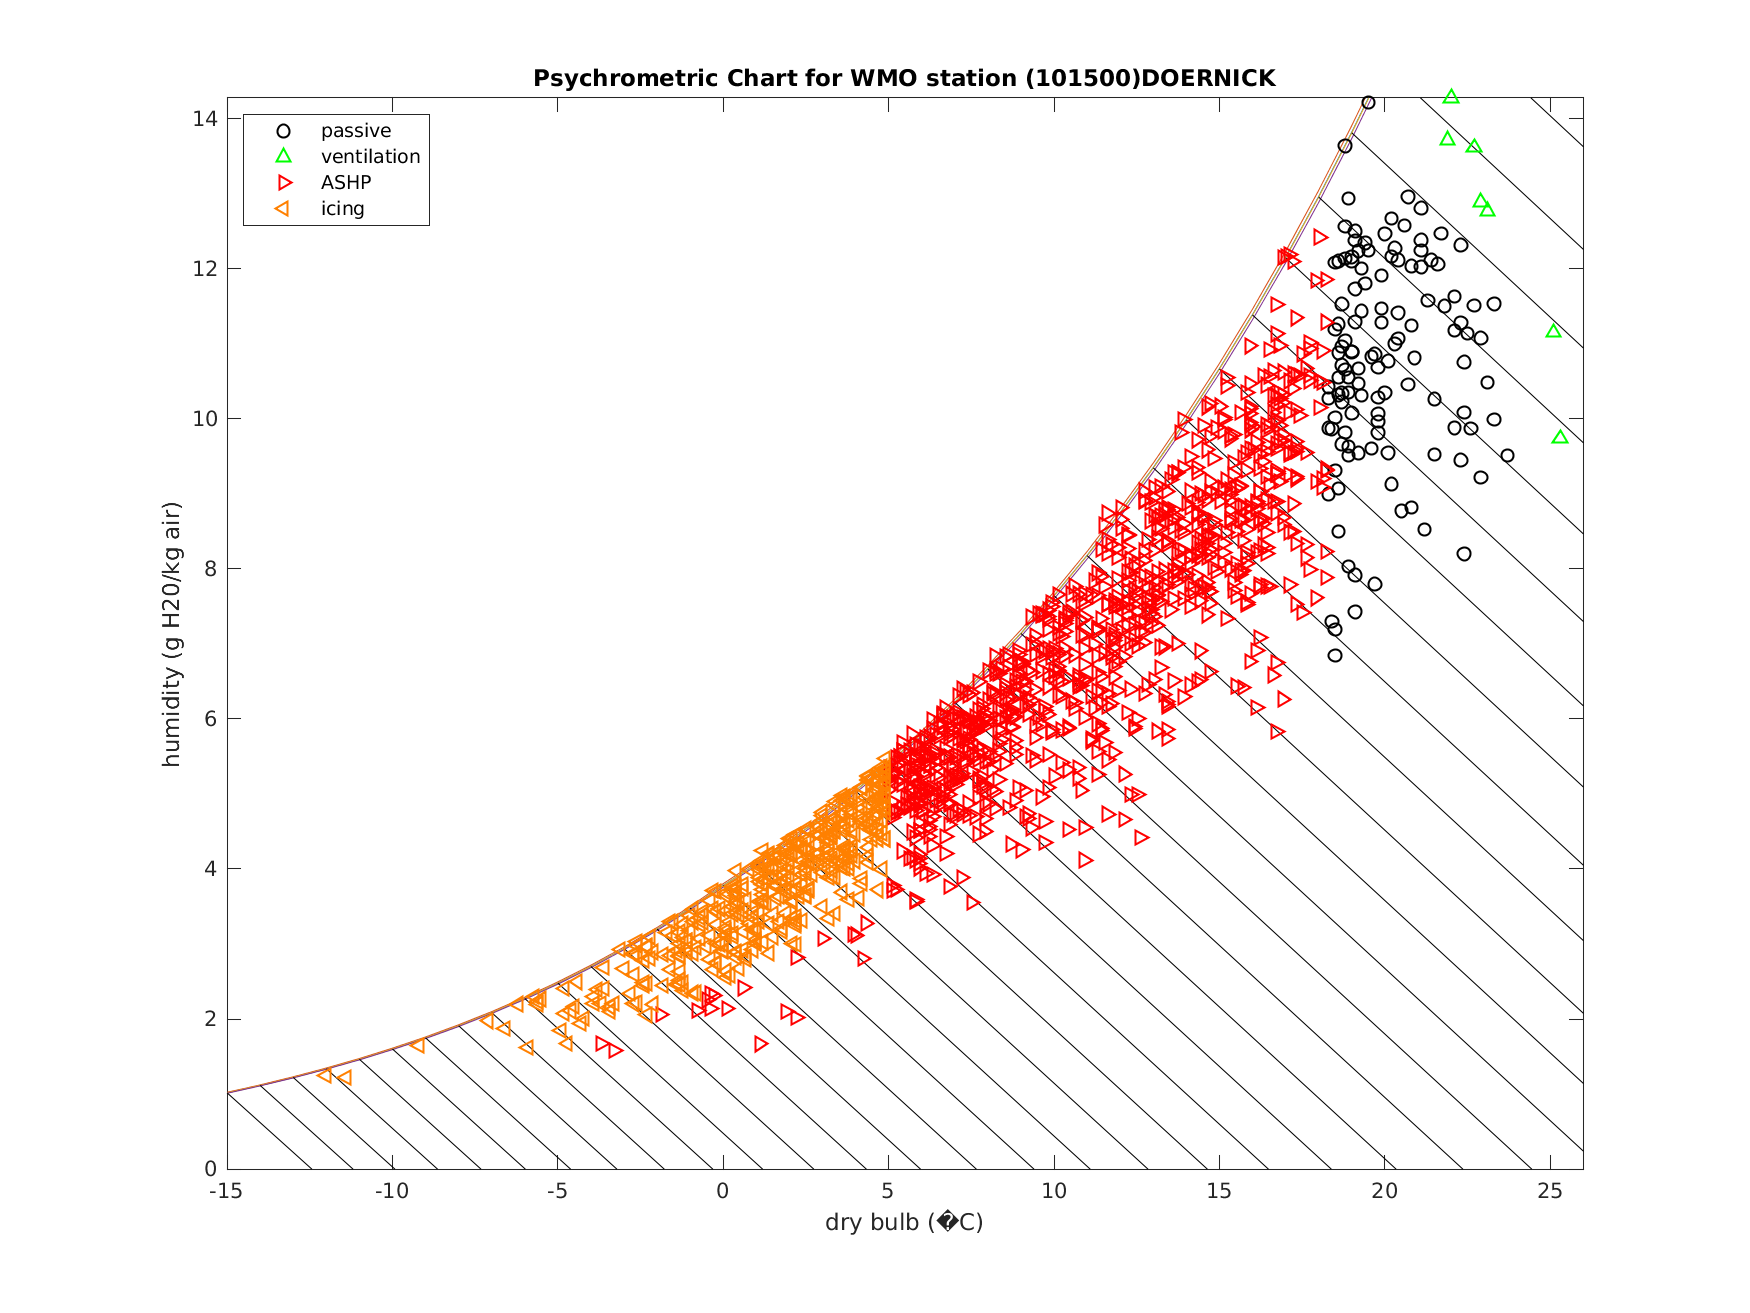 Psychrometric Chart for WMO station (101500)DOERNICK
passive
ventilation
ASHP
icing
humidity (g H20/kg air)
14
12
10
8
6
4
2
0
-15 -10 -5 0 5 10 15 20 25
dry bulb (�C)